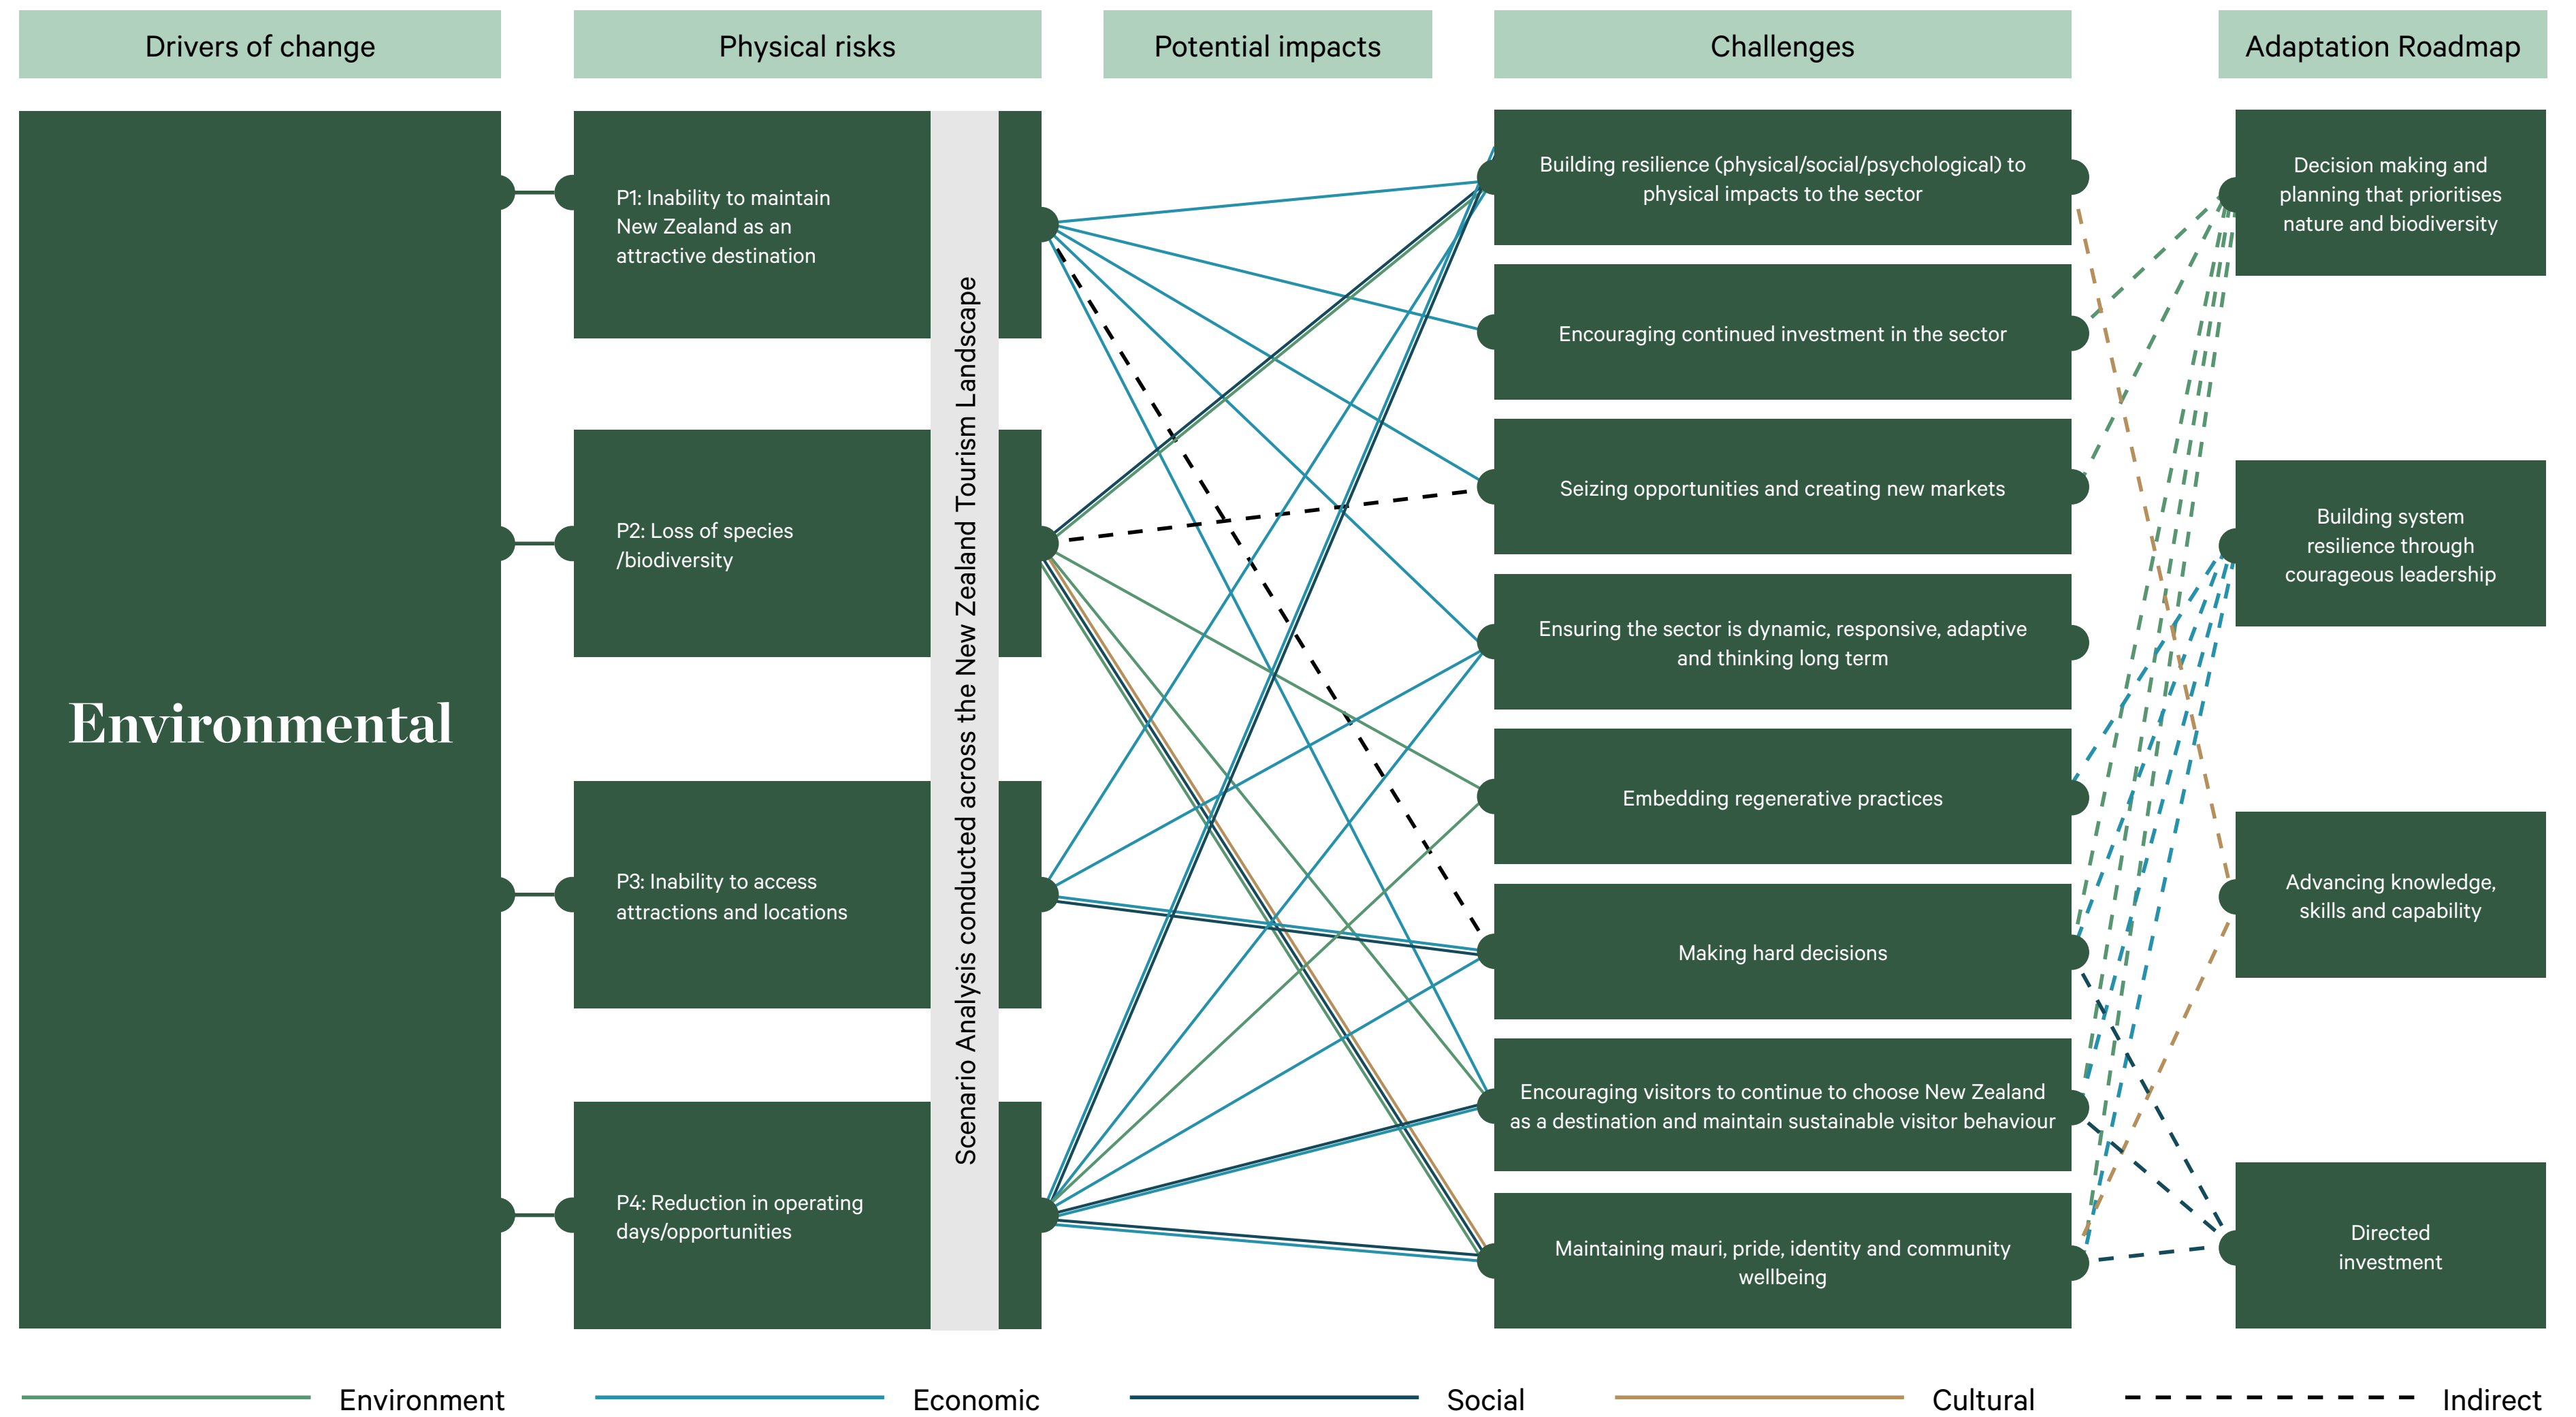 Drivers of change
Physical risks
Potential impacts
Challenges
Adaptation Roadmap
Environmental
P1: Inability to maintain
New Zealand as an
attractive destination
P2: Loss of species
/biodiversity
P3: Inability to access
attractions and locations
P4: Reduction in operating
days/opportunities
Scenario Analysis conducted across the New Zealand Tourism Landscape
Building resilience (physical/social/psychological) to
physical impacts to the sector
Encouraging continued investment in the sector
Seizing opportunities and creating new markets
Ensuring the sector is dynamic, responsive, adaptive
and thinking long term
Embedding regenerative practices
Making hard decisions
Encouraging visitors to continue to choose New Zealand
as a destination and maintain sustainable visitor behaviour
Maintaining mauri, pride, identity and community
wellbeing
Decision making and
planning that prioritises
nature and biodiversity
Building system
resilience through
courageous leadership
Advancing knowledge,
skills and capability
Directed
investment
Environment
Economic
Social
Cultural
Indirect